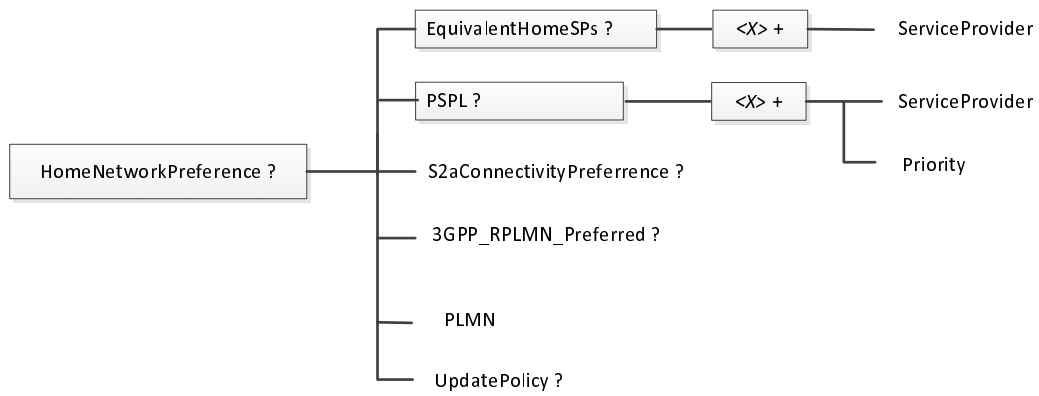 EquivalentHomeSPs ?
<X> +
ServiceProvider
PSPL ?
<X> +
ServiceProvider
Priority
HomeNetworkPreference ?
S2aConnectivityPreferrence ?
3GPP_RPLMN_Preferred ?
PLMN
UpdatePolicy ?